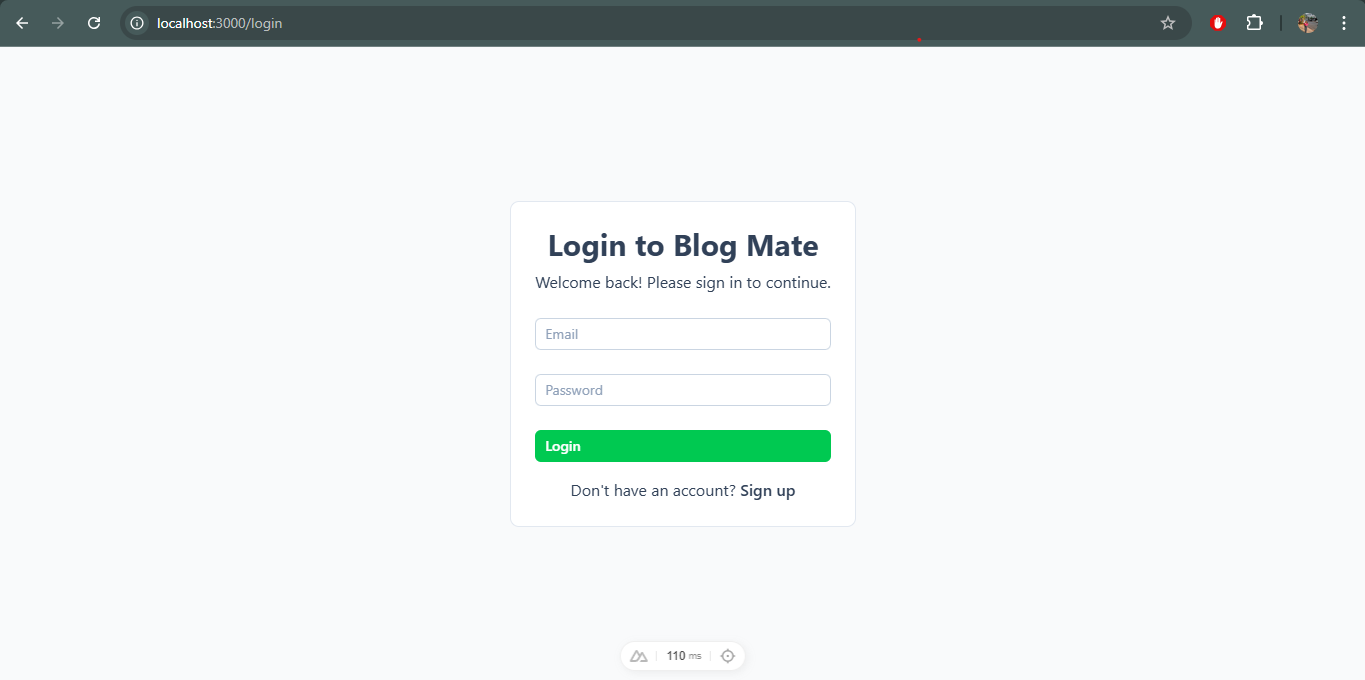 localhost:3000/login
Login to Blog Mate
Welcome back! Please sign in to continue.
Email
Password
Login
Don't have an account? Sign up
110 ms